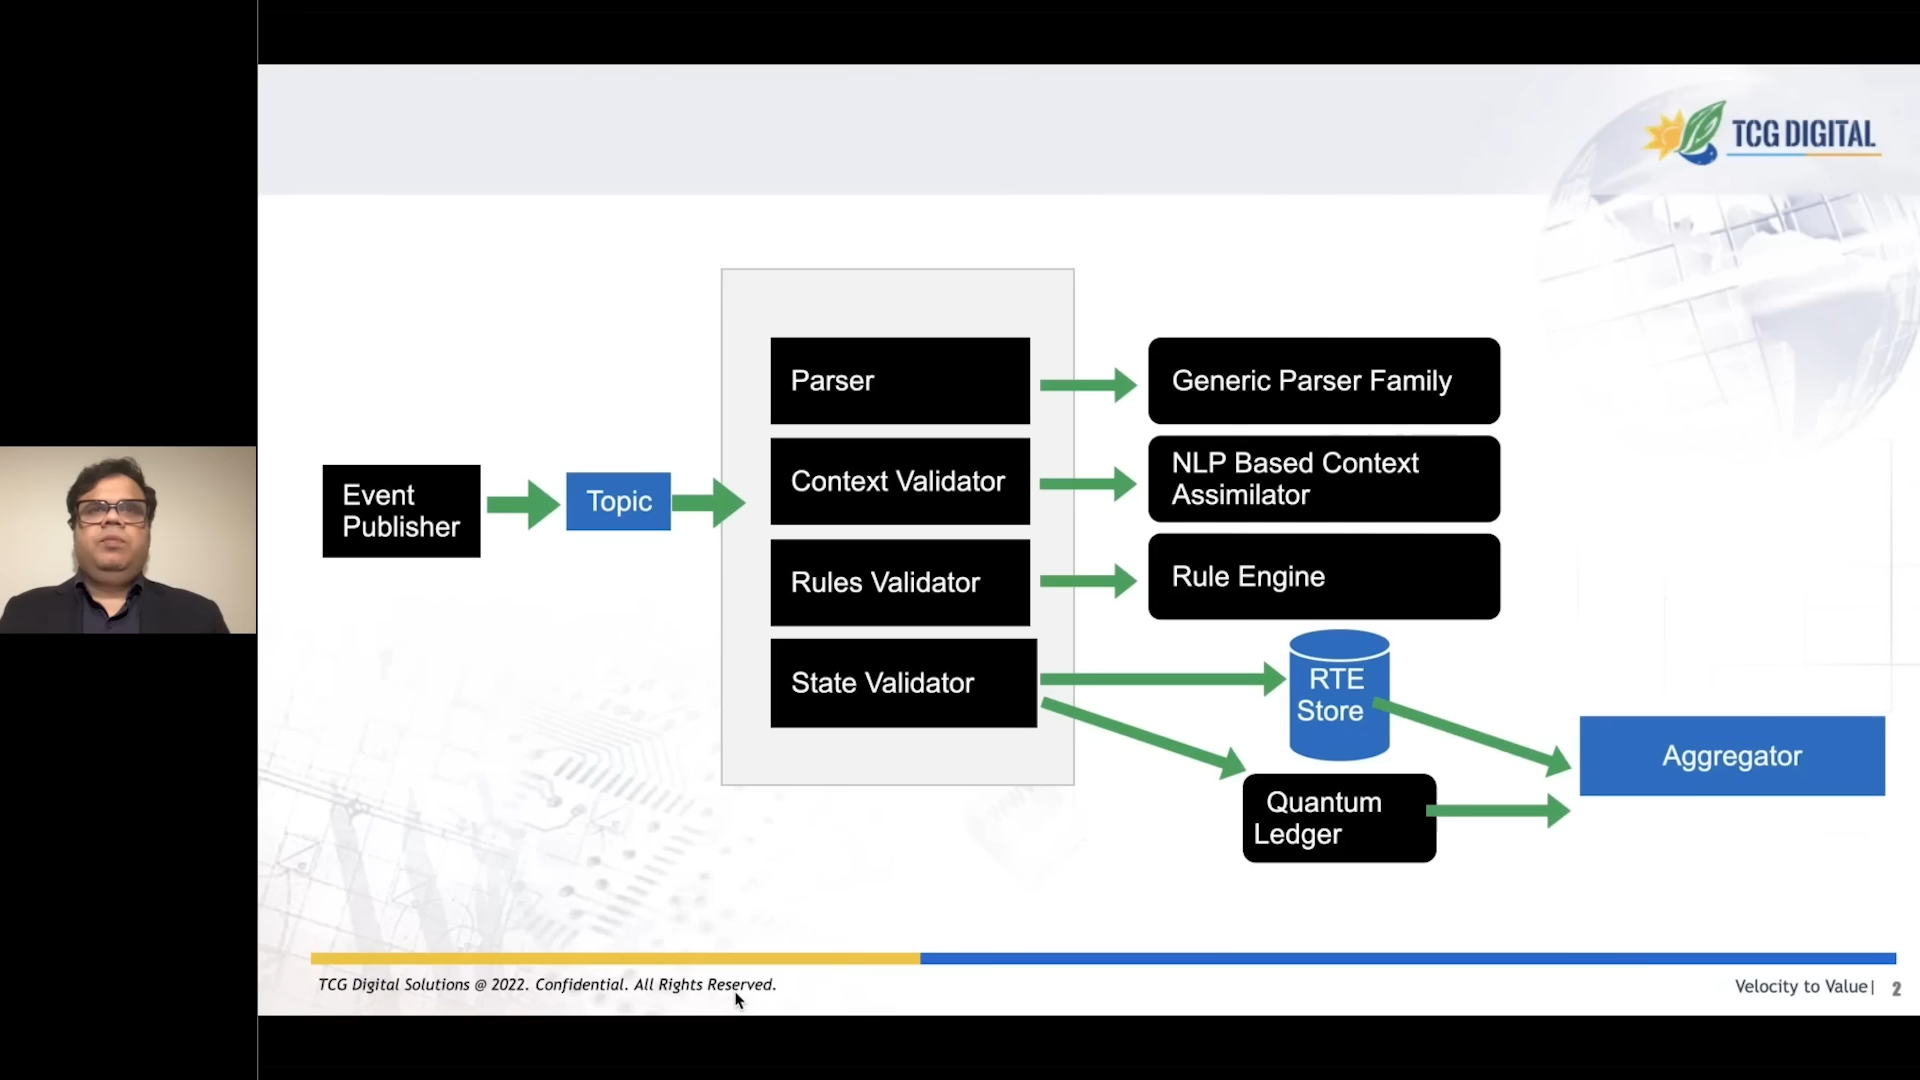 TCG DIGITAL
Event
Publisher
Topic
Parser
Context Validator
Rules Validator
State Validator
Generic Parser Family
NLP Based Context
Assimilator
Rule Engine
RTE
Store
Quantum
Ledger
Aggregator
TCG Digital Solutions @ 2022. Confidential. All Rights Reserved.
Velocity to Value| 2